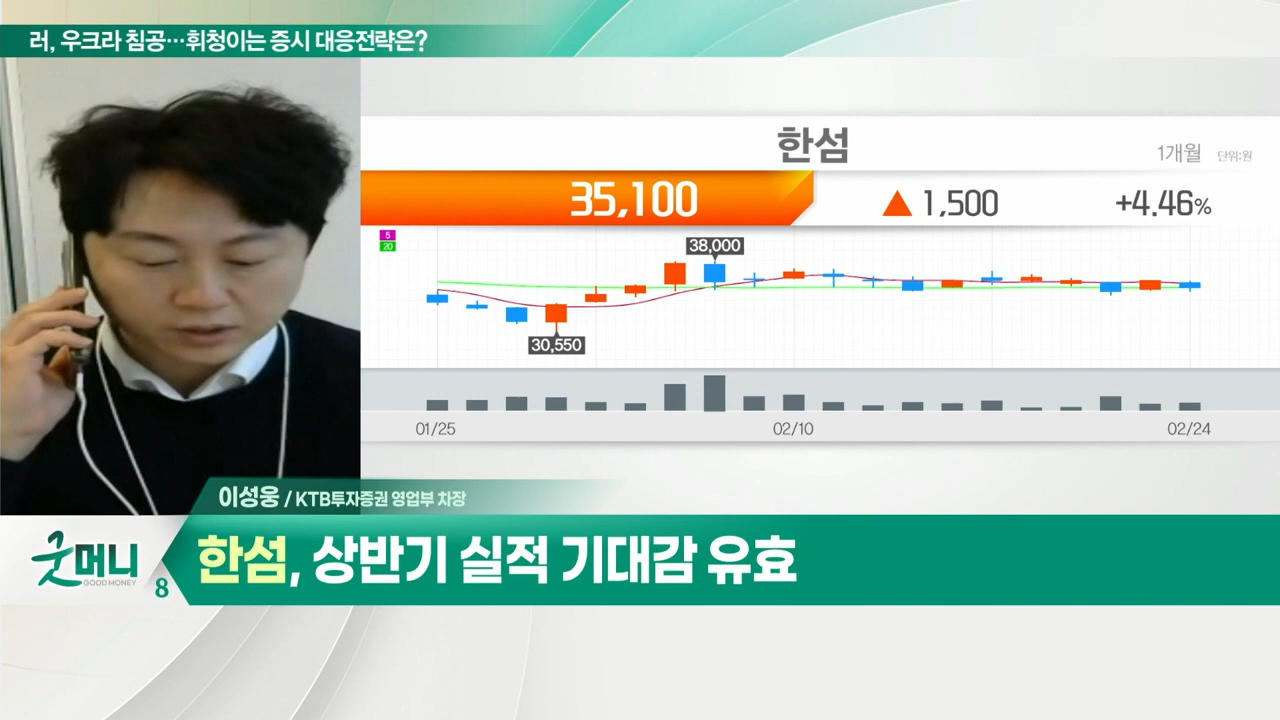 러, 우크라 침공…휘청이는 증시 대응전략은?
한섬
1개월 단위:원
35,100 ▲ 1,500 +4.46%
5
20
38,000
30,550
01/25 02/10 02/24
이성웅 / KTB투자증권 영업부 차장
굿머니
GOOD MONEY
8
한섬, 상반기 실적 기대감 유효